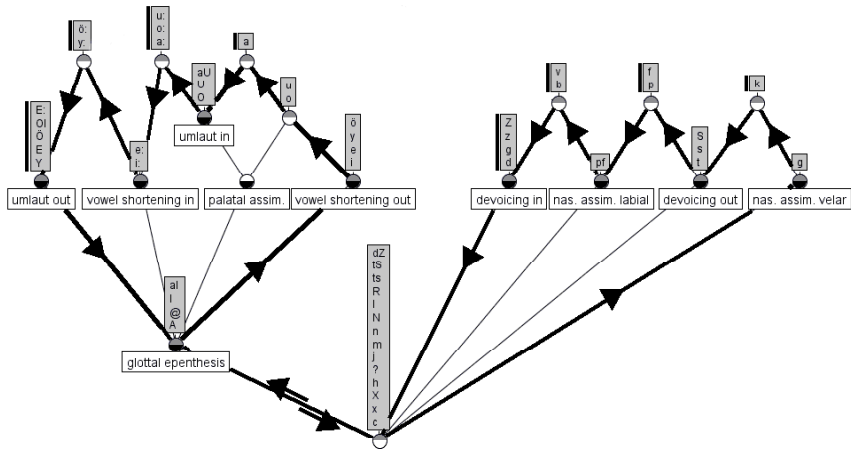 ö:
y:
u:
o:
a:
aU
U
O
a
u
o
E:
OI
Ö
E
Y
e:
i:
umlaut in
ö
y
e
i
umlaut out
vowel shortening in
palatal assim.
vowel shortening out
v
b
f
p
k
Z
z
g
d
pf
S
s
t
g
devoicing in
nas. assim. labial
devoicing out
nas. assim. velar
aI
I
@
A
glottal epenthesis
dZ
tS
ts
R
l
N
n
m
j
?
h
X
x
c